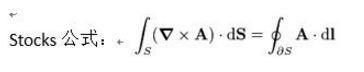 Stocks 公式： ∫_S (∇ × A) · dS = ∮_∂S A · dl